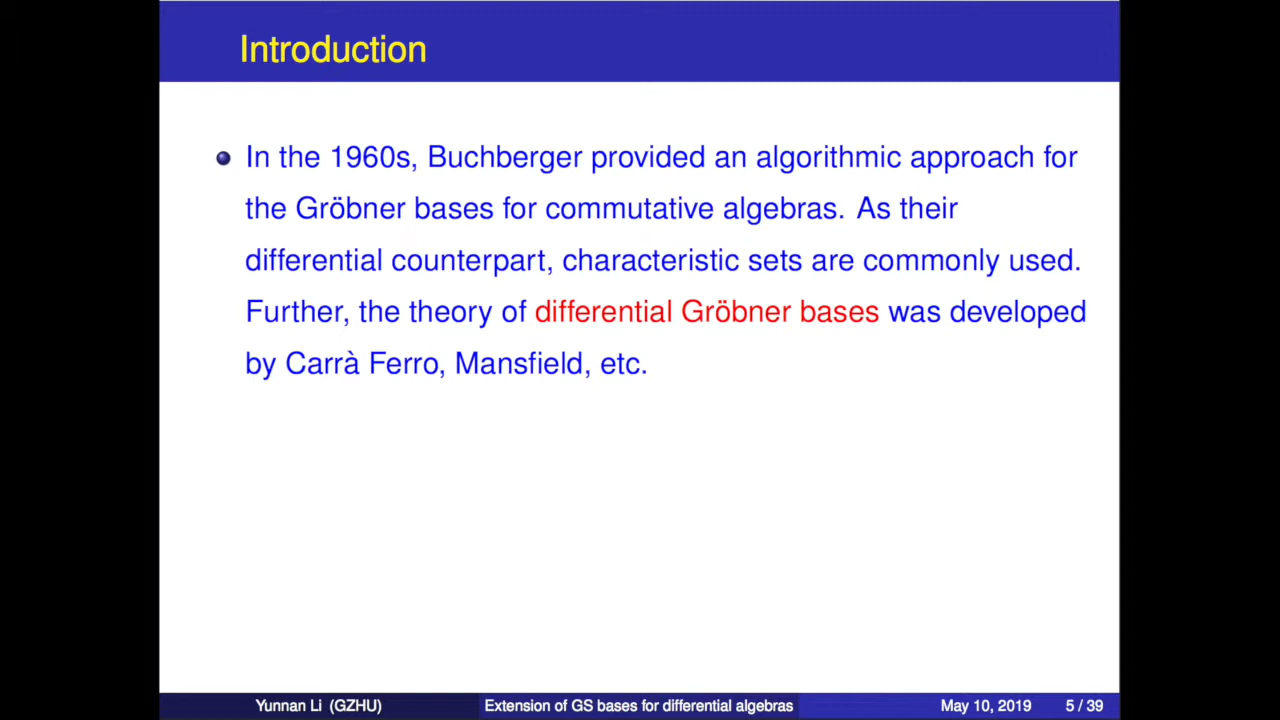 Introduction
In the 1960s, Buchberger provided an algorithmic approach for
the Gröbner bases for commutative algebras. As their
differential counterpart, characteristic sets are commonly used.
Further, the theory of differential Gröbner bases was developed
by Carrà Ferro, Mansfield, etc.
Yunnan Li (GZHU) Extension of GS bases for differential algebras May 10, 2019 5 / 39